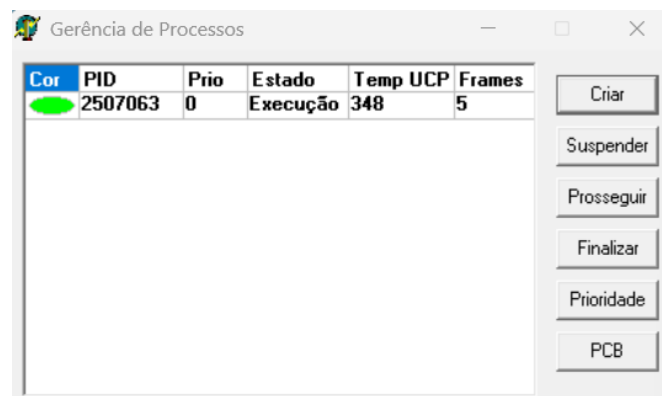 Gerência de Processos
Cor PID Prio Estado Temp UCP Frames
2507063 0 Execução 348 5
Criar
Suspender
Prosseguir
Finalizar
Prioridade
PCB